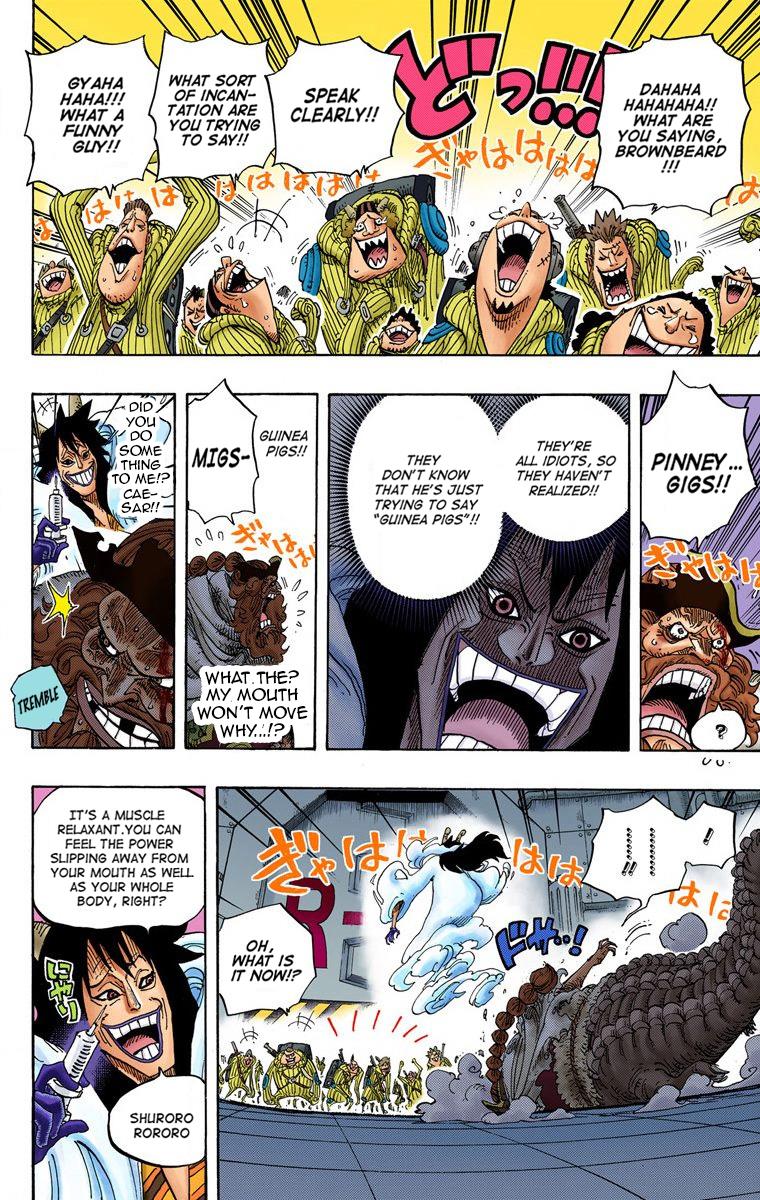 DAHAHA
HAHAHAHA!!
WHAT ARE
YOU SAYING,
BROWNBEARD
!!!
どっ!!!
ぎゃはははは
はははははは
ぎゃはは
SPEAK
CLEARLY!!
WHAT SORT
OF INCAN-
TATION ARE
YOU TRYING
TO SAY!!
GYAHA
HAHA!!!
WHAT A
FUNNY
GUY!!
PINNEY...
GIGS!!
ぎゃははは
?
THEY'RE
ALL IDIOTS, SO
THEY HAVEN'T
REALIZED!!
THEY
DON'T KNOW
THAT HE'S JUST
TRYING TO SAY
"GUINEA PIGS"!!
GUINEA
PIGS!!
MIGS-
ぎゃははは
WHAT THE?
MY MOUTH
WON'T MOVE
WHY...!?
DID
YOU
DO
SOME
THING
TO ME!?
CAE-
SAR!!
TREMBLE
!!!!!!!!
ぎゃははははは
はは
ドサ..!
R-
OH,
WHAT IS
IT NOW!?
IT'S A MUSCLE
RELAXANT.YOU CAN
FEEL THE POWER
SLIPPING AWAY FROM
YOUR MOUTH AS WELL
AS YOUR WHOLE
BODY, RIGHT?
にやり
SHURORO
RORORO